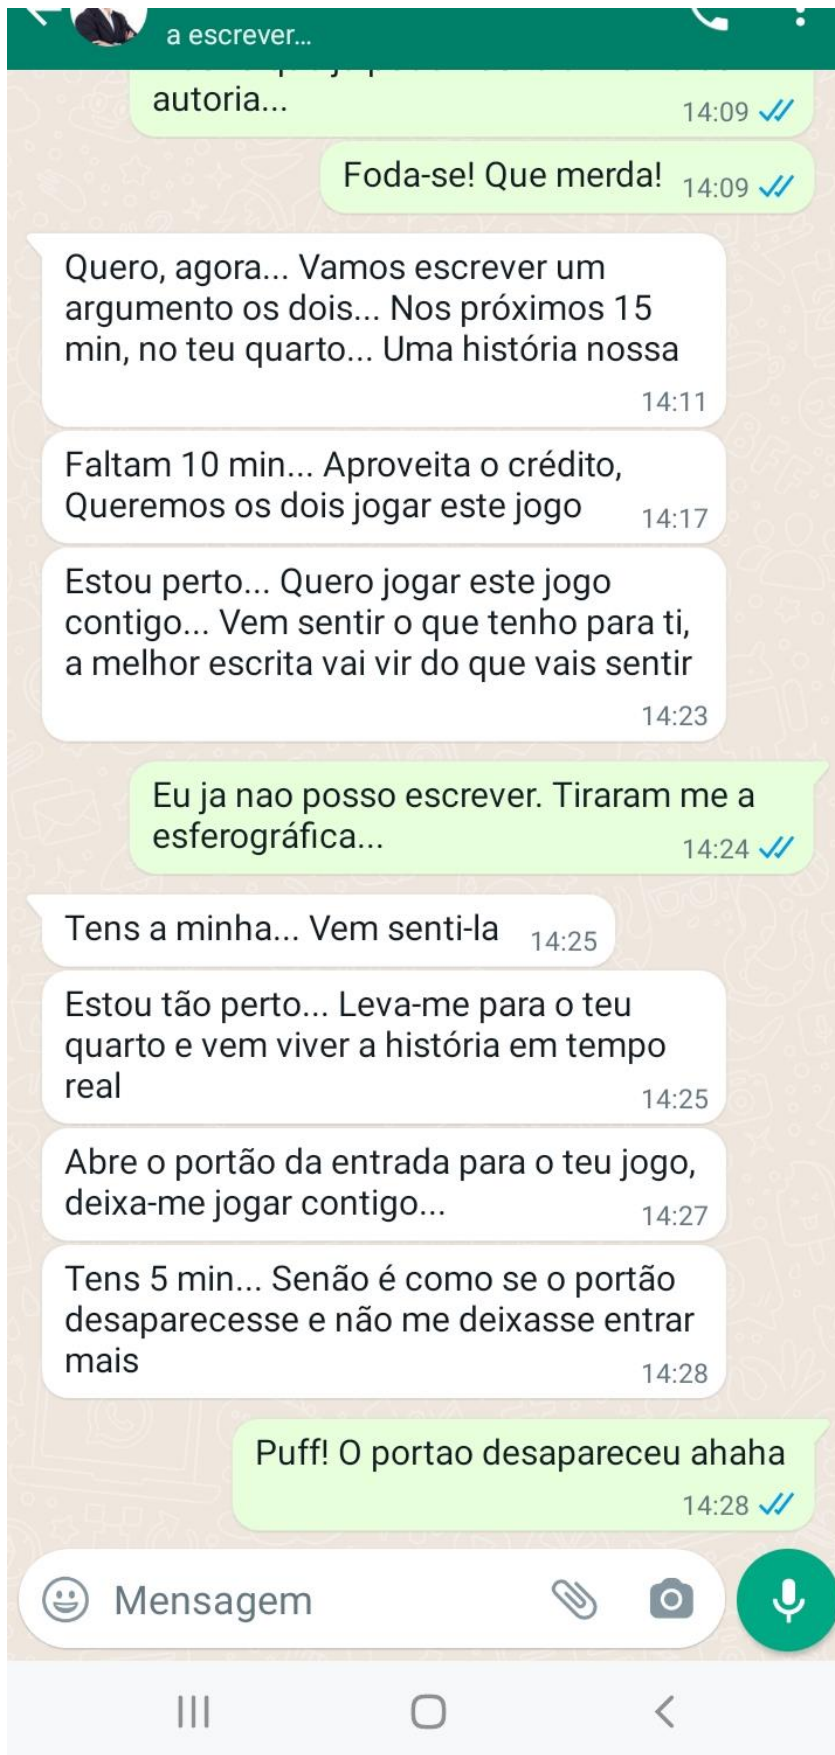 a escrever...
autoria...
14:09
Foda-se! Que merda! 14:09
Quero, agora... Vamos escrever um
argumento os dois... Nos próximos 15
min, no teu quarto... Uma história nossa
14:11
Faltam 10 min... Aproveita o crédito,
Queremos os dois jogar este jogo 14:17
Estou perto... Quero jogar este jogo
contigo... Vem sentir o que tenho para ti,
a melhor escrita vai vir do que vais sentir
14:23
Eu ja nao posso escrever. Tiraram me a
esferográfica... 14:24
Tens a minha... Vem senti-la 14:25
Estou tão perto... Leva-me para o teu
quarto e vem viver a história em tempo
real 14:25
Abre o portão da entrada para o teu jogo,
deixa-me jogar contigo... 14:27
Tens 5 min... Senão é como se o portão
desaparecesse e não me deixasse entrar
mais 14:28
Puff! O portao desapareceu ahaha
14:28
Mensagem